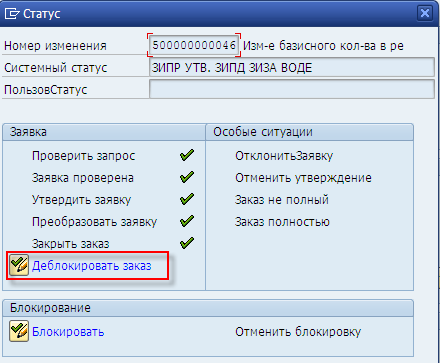 Статус
Номер изменения 500000000046 Изм-е базисного кол-ва в ре
Системный статус ЗИПР УТВ. ЗИПД ЗИЗА ВОДЕ
ПользовСтатус
Заявка Особые ситуации
Проверить запрос ОтклонитьЗаявку
Заявка проверена Отменить утверждение
Утвердить заявку Заказ не полный
Преобразовать заявку Заказ полностью
Закрыть заказ
Деблокировать заказ
Блокирование
Блокировать Отменить блокировку